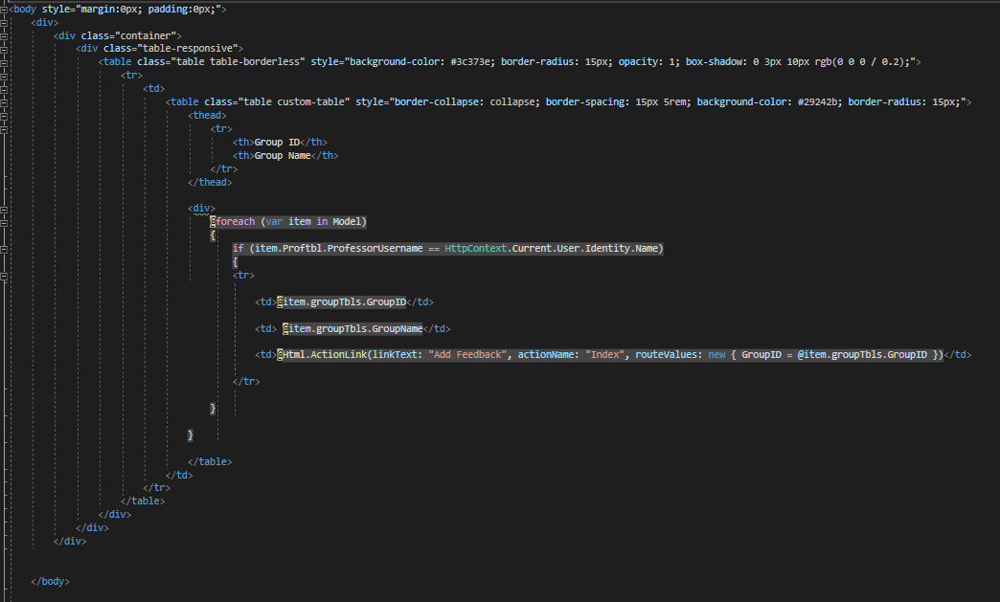 <body style="margin:0px; padding:0px;">
<div>
<div class="container">
<div class="table-responsive">
<table class="table table-borderless" style="background-color: #3c373e; border-radius: 15px; opacity: 1; box-shadow: 0 3px 10px rgb(0 0 0 / 0.2);">
<tr>
<td>
<table class="table custom-table" style="border-collapse: collapse; border-spacing: 15px 5rem; background-color: #29242b; border-radius: 15px;">
<thead>
<tr>
<th>Group ID</th>
<th>Group Name</th>
</tr>
</thead>
<div>
@foreach (var item in Model)
{
if (item.Proftbl.ProfessorUsername == HttpContext.Current.User.Identity.Name)
{
<tr>
<td>@item.groupTbls.GroupID</td>
<td> @item.groupTbls.GroupName</td>
<td>@Html.ActionLink(linkText: "Add Feedback", actionName: "Index", routeValues: new { GroupID = @item.groupTbls.GroupID })</td>
</tr>
}
}
</table>
</td>
</tr>
</table>
</div>
</div>
</div>
</body>